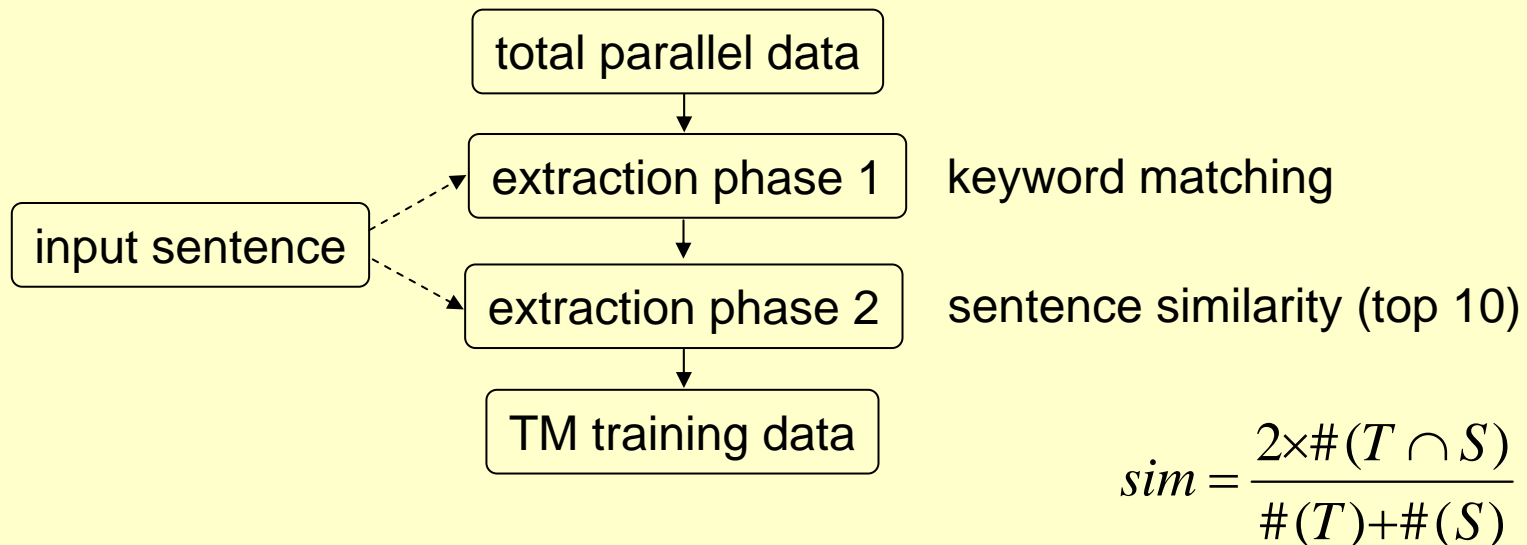 total parallel data
extraction phase 1 keyword matching
input sentence
extraction phase 2 sentence similarity (top 10)
TM training data
sim = 2×#(T ∩ S) / #(T)+#(S)